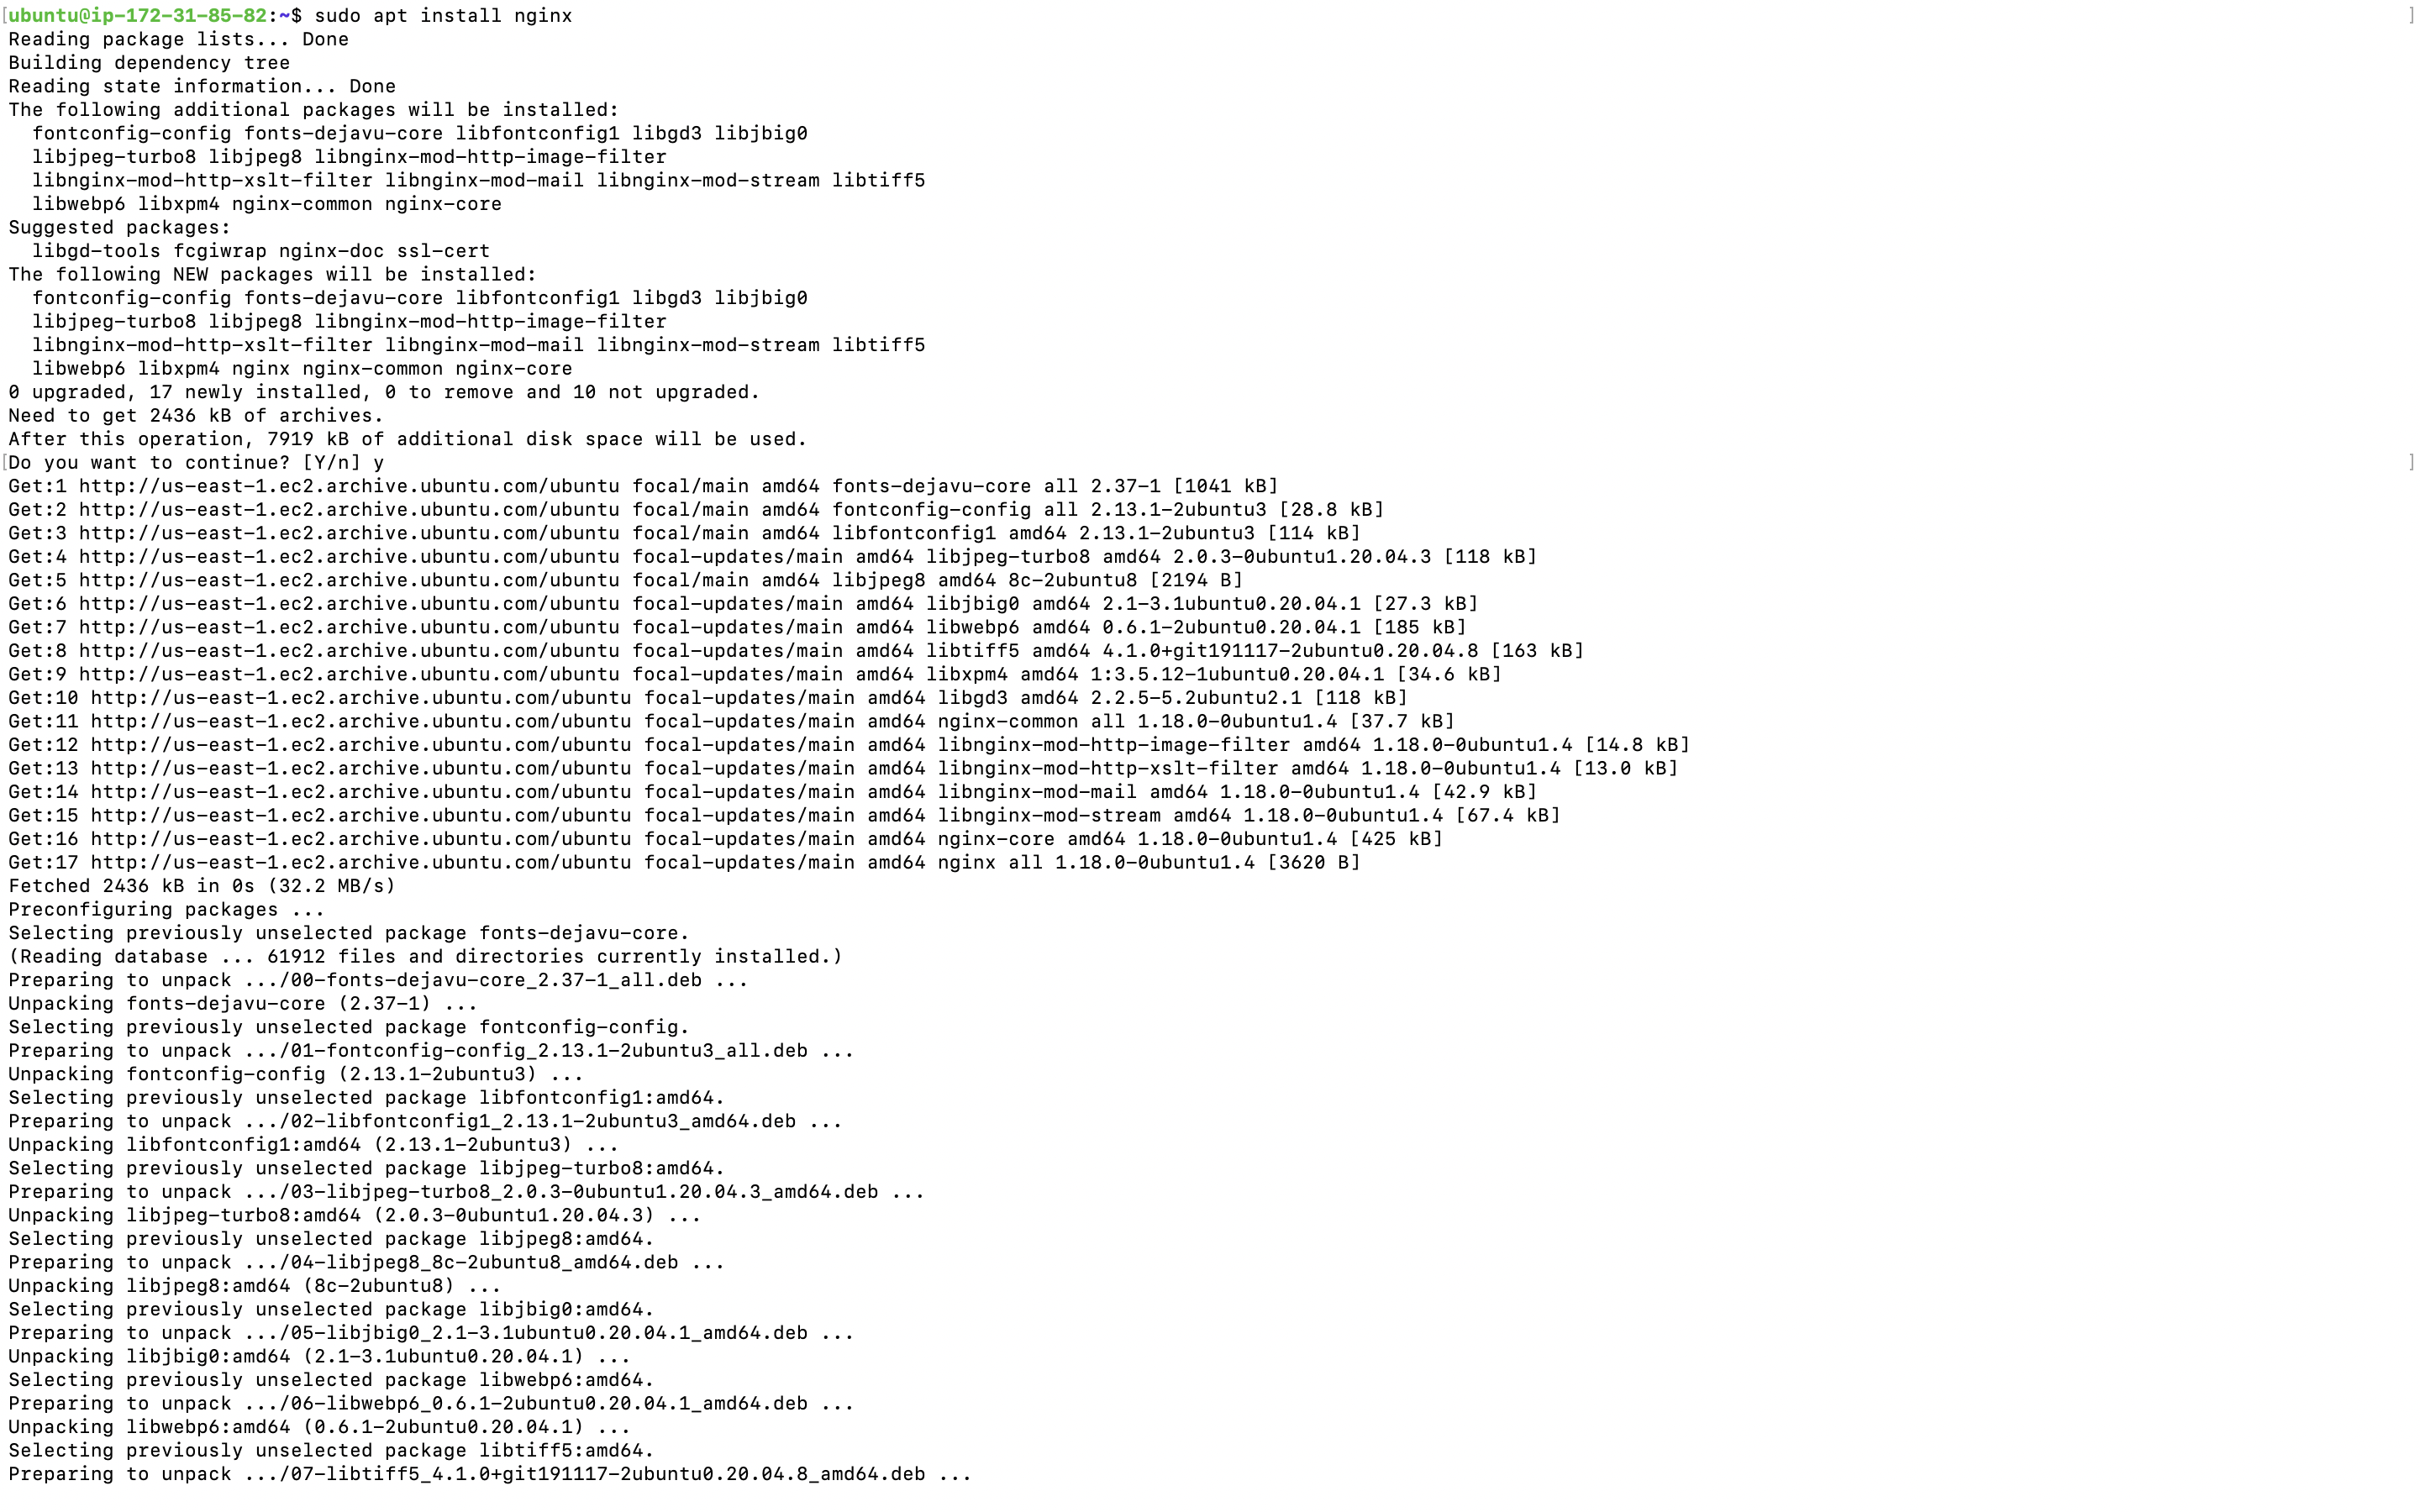 [ubuntu@ip-172-31-85-82:~$ sudo apt install nginx ]
Reading package lists... Done
Building dependency tree
Reading state information... Done
The following additional packages will be installed:
  fontconfig-config fonts-dejavu-core libfontconfig1 libgd3 libjbig0
  libjpeg-turbo8 libjpeg8 libnginx-mod-http-image-filter
  libnginx-mod-http-xslt-filter libnginx-mod-mail libnginx-mod-stream libtiff5
  libwebp6 libxpm4 nginx-common nginx-core
Suggested packages:
  libgd-tools fcgiwrap nginx-doc ssl-cert
The following NEW packages will be installed:
  fontconfig-config fonts-dejavu-core libfontconfig1 libgd3 libjbig0
  libjpeg-turbo8 libjpeg8 libnginx-mod-http-image-filter
  libnginx-mod-http-xslt-filter libnginx-mod-mail libnginx-mod-stream libtiff5
  libwebp6 libxpm4 nginx nginx-common nginx-core
0 upgraded, 17 newly installed, 0 to remove and 10 not upgraded.
Need to get 2436 kB of archives.
After this operation, 7919 kB of additional disk space will be used.
[Do you want to continue? [Y/n] y ]
Get:1 http://us-east-1.ec2.archive.ubuntu.com/ubuntu focal/main amd64 fonts-dejavu-core all 2.37-1 [1041 kB]
Get:2 http://us-east-1.ec2.archive.ubuntu.com/ubuntu focal/main amd64 fontconfig-config all 2.13.1-2ubuntu3 [28.8 kB]
Get:3 http://us-east-1.ec2.archive.ubuntu.com/ubuntu focal/main amd64 libfontconfig1 amd64 2.13.1-2ubuntu3 [114 kB]
Get:4 http://us-east-1.ec2.archive.ubuntu.com/ubuntu focal-updates/main amd64 libjpeg-turbo8 amd64 2.0.3-0ubuntu1.20.04.3 [118 kB]
Get:5 http://us-east-1.ec2.archive.ubuntu.com/ubuntu focal/main amd64 libjpeg8 amd64 8c-2ubuntu8 [2194 B]
Get:6 http://us-east-1.ec2.archive.ubuntu.com/ubuntu focal-updates/main amd64 libjbig0 amd64 2.1-3.1ubuntu0.20.04.1 [27.3 kB]
Get:7 http://us-east-1.ec2.archive.ubuntu.com/ubuntu focal-updates/main amd64 libwebp6 amd64 0.6.1-2ubuntu0.20.04.1 [185 kB]
Get:8 http://us-east-1.ec2.archive.ubuntu.com/ubuntu focal-updates/main amd64 libtiff5 amd64 4.1.0+git191117-2ubuntu0.20.04.8 [163 kB]
Get:9 http://us-east-1.ec2.archive.ubuntu.com/ubuntu focal-updates/main amd64 libxpm4 amd64 1:3.5.12-1ubuntu0.20.04.1 [34.6 kB]
Get:10 http://us-east-1.ec2.archive.ubuntu.com/ubuntu focal-updates/main amd64 libgd3 amd64 2.2.5-5.2ubuntu2.1 [118 kB]
Get:11 http://us-east-1.ec2.archive.ubuntu.com/ubuntu focal-updates/main amd64 nginx-common all 1.18.0-0ubuntu1.4 [37.7 kB]
Get:12 http://us-east-1.ec2.archive.ubuntu.com/ubuntu focal-updates/main amd64 libnginx-mod-http-image-filter amd64 1.18.0-0ubuntu1.4 [14.8 kB]
Get:13 http://us-east-1.ec2.archive.ubuntu.com/ubuntu focal-updates/main amd64 libnginx-mod-http-xslt-filter amd64 1.18.0-0ubuntu1.4 [13.0 kB]
Get:14 http://us-east-1.ec2.archive.ubuntu.com/ubuntu focal-updates/main amd64 libnginx-mod-mail amd64 1.18.0-0ubuntu1.4 [42.9 kB]
Get:15 http://us-east-1.ec2.archive.ubuntu.com/ubuntu focal-updates/main amd64 libnginx-mod-stream amd64 1.18.0-0ubuntu1.4 [67.4 kB]
Get:16 http://us-east-1.ec2.archive.ubuntu.com/ubuntu focal-updates/main amd64 nginx-core amd64 1.18.0-0ubuntu1.4 [425 kB]
Get:17 http://us-east-1.ec2.archive.ubuntu.com/ubuntu focal-updates/main amd64 nginx all 1.18.0-0ubuntu1.4 [3620 B]
Fetched 2436 kB in 0s (32.2 MB/s)
Preconfiguring packages ...
Selecting previously unselected package fonts-dejavu-core.
(Reading database ... 61912 files and directories currently installed.)
Preparing to unpack .../00-fonts-dejavu-core_2.37-1_all.deb ...
Unpacking fonts-dejavu-core (2.37-1) ...
Selecting previously unselected package fontconfig-config.
Preparing to unpack .../01-fontconfig-config_2.13.1-2ubuntu3_all.deb ...
Unpacking fontconfig-config (2.13.1-2ubuntu3) ...
Selecting previously unselected package libfontconfig1:amd64.
Preparing to unpack .../02-libfontconfig1_2.13.1-2ubuntu3_amd64.deb ...
Unpacking libfontconfig1:amd64 (2.13.1-2ubuntu3) ...
Selecting previously unselected package libjpeg-turbo8:amd64.
Preparing to unpack .../03-libjpeg-turbo8_2.0.3-0ubuntu1.20.04.3_amd64.deb ...
Unpacking libjpeg-turbo8:amd64 (2.0.3-0ubuntu1.20.04.3) ...
Selecting previously unselected package libjpeg8:amd64.
Preparing to unpack .../04-libjpeg8_8c-2ubuntu8_amd64.deb ...
Unpacking libjpeg8:amd64 (8c-2ubuntu8) ...
Selecting previously unselected package libjbig0:amd64.
Preparing to unpack .../05-libjbig0_2.1-3.1ubuntu0.20.04.1_amd64.deb ...
Unpacking libjbig0:amd64 (2.1-3.1ubuntu0.20.04.1) ...
Selecting previously unselected package libwebp6:amd64.
Preparing to unpack .../06-libwebp6_0.6.1-2ubuntu0.20.04.1_amd64.deb ...
Unpacking libwebp6:amd64 (0.6.1-2ubuntu0.20.04.1) ...
Selecting previously unselected package libtiff5:amd64.
Preparing to unpack .../07-libtiff5_4.1.0+git191117-2ubuntu0.20.04.8_amd64.deb ...